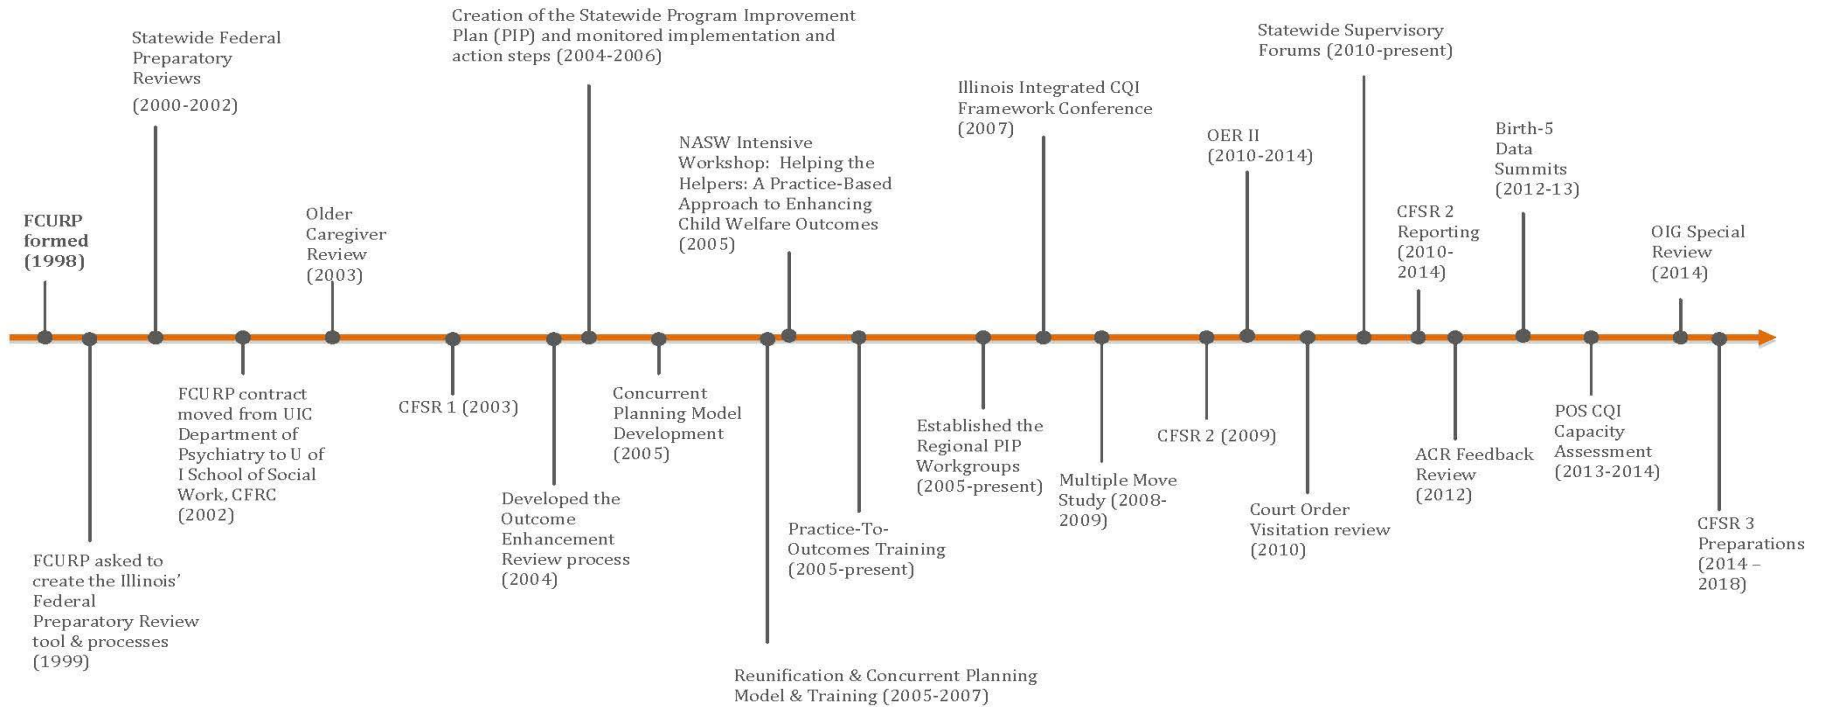 FCURP
formed
(1998)
FCURP asked to
create the Illinois’
Federal
Preparatory Review
tool & processes
(1999)
Statewide Federal
Preparatory
Reviews
(2000-2002)
FCURP contract
moved from UIC
Department of
Psychiatry to U of
I School of Social
Work, CFRC
(2002)
Older
Caregiver
Review
(2003)
CFSR 1 (2003)
Developed the
Outcome
Enhancement
Review process
(2004)
Creation of the Statewide Program Improvement
Plan (PIP) and monitored implementation and
action steps (2004-2006)
Concurrent
Planning Model
Development
(2005)
Reunification & Concurrent Planning
Model & Training (2005-2007)
NASW Intensive
Workshop: Helping the
Helpers: A Practice-Based
Approach to Enhancing
Child Welfare Outcomes
(2005)
Practice-To-
Outcomes Training
(2005-present)
Established the
Regional PIP
Workgroups
(2005-present)
Illinois Integrated CQI
Framework Conference
(2007)
Multiple Move
Study (2008-
2009)
CFSR 2 (2009)
OER II
(2010-2014)
Court Order
Visitation review
(2010)
Statewide Supervisory
Forums (2010-present)
CFSR 2
Reporting
(2010-
2014)
ACR Feedback
Review
(2012)
Birth-5
Data
Summits
(2012-13)
POS CQI
Capacity
Assessment
(2013-2014)
OIG Special
Review
(2014)
CFSR 3
Preparations
(2014 –
2018)